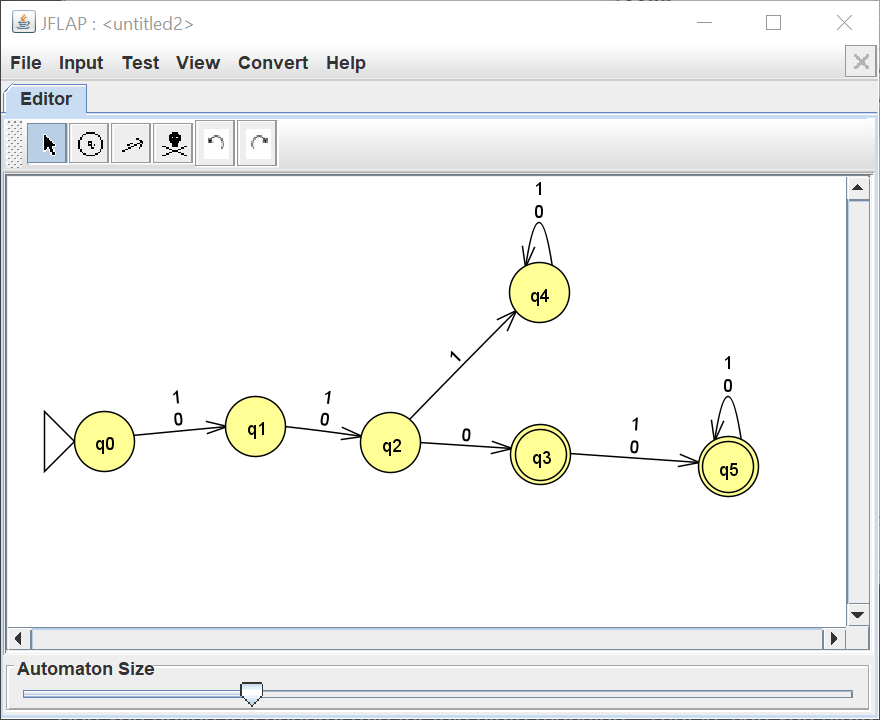 JFLAP : <untitled2>
File Input Test View Convert Help
Editor
q
1
0
q4
1
0
1
0
1
0
1
q0
q1
q2
0
q3
1
0
q5
Automaton Size